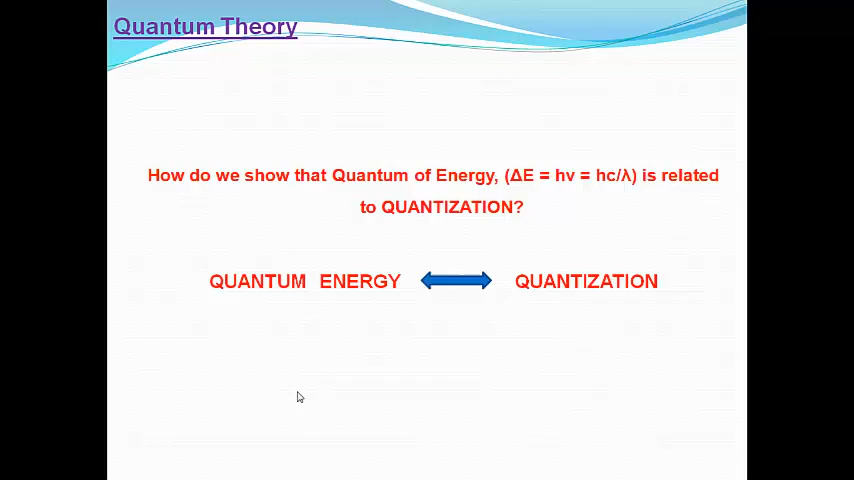 Quantum Theory
How do we show that Quantum of Energy, (ΔE = hv = hc/λ) is related
to QUANTIZATION?
QUANTUM ENERGY QUANTIZATION